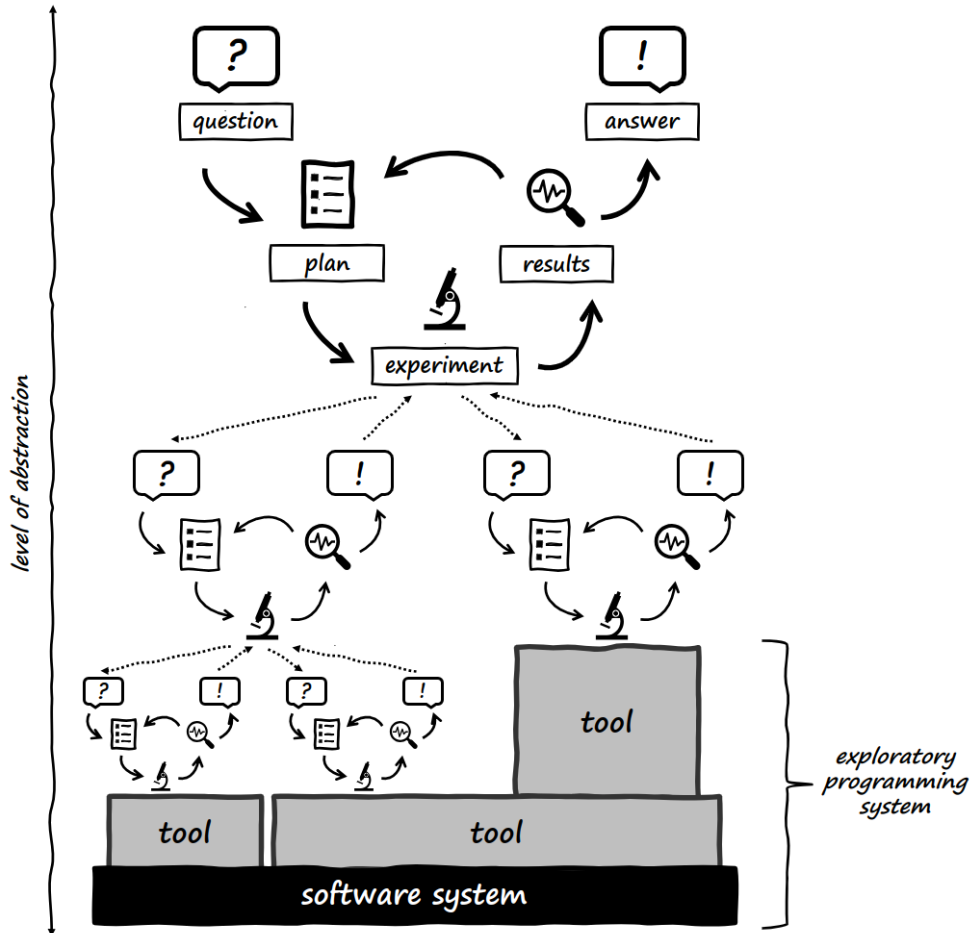 ?
!
question
answer
plan
results
experiment
level of abstraction
?
!
?
!
?
!
?
!
tool
exploratory
programming
system
tool
tool
software system